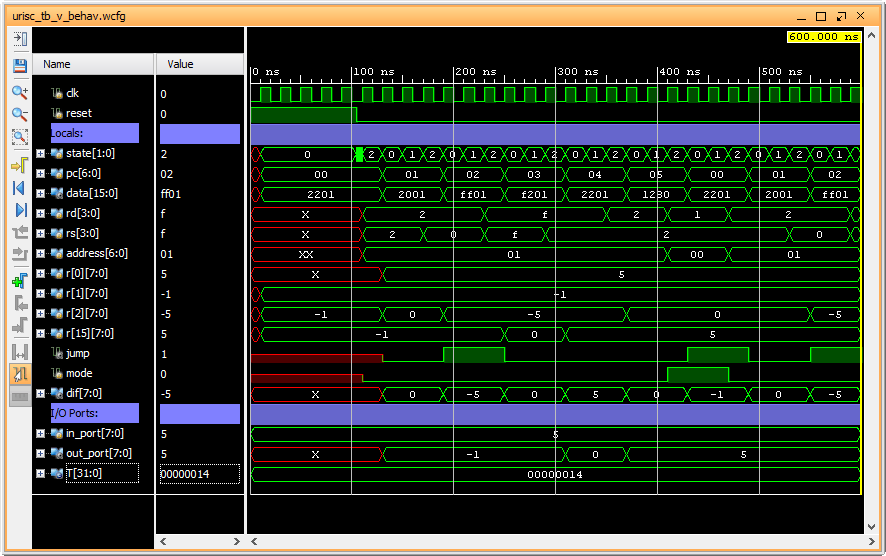 urisc_tb_v_behav.wcfg
600.000 ns
Name Value
0 ns 100 ns 200 ns 300 ns 400 ns 500 ns
clk 0
reset 0
Locals:
state[1:0] 2 0 2 0 1 2 0 1 2 0 1 2 0 1 2 0 1 2 0 1 2 0 1 2 0 1
pc[6:0] 02 00 01 02 03 04 05 00 01 02
data[15:0] ff01 2201 2001 ff01 f201 2201 1280 2201 2001 ff01
rd[3:0] f X 2 f 2 1 2
rs[3:0] f X 2 0 f 2 0
address[6:0] 01 XX 01 00 01
r[0][7:0] 5 X 5
r[1][7:0] -1 -1
r[2][7:0] -5 -1 0 -5 0 -5
r[15][7:0] 5 -1 0 5
jump 1
mode 0
dif[7:0] -5 X 0 -5 0 5 0 -1 0 -5
I/O Ports:
in_port[7:0] 5 5
out_port[7:0] 5 X -1 0 5
T[31:0] 00000014 00000014